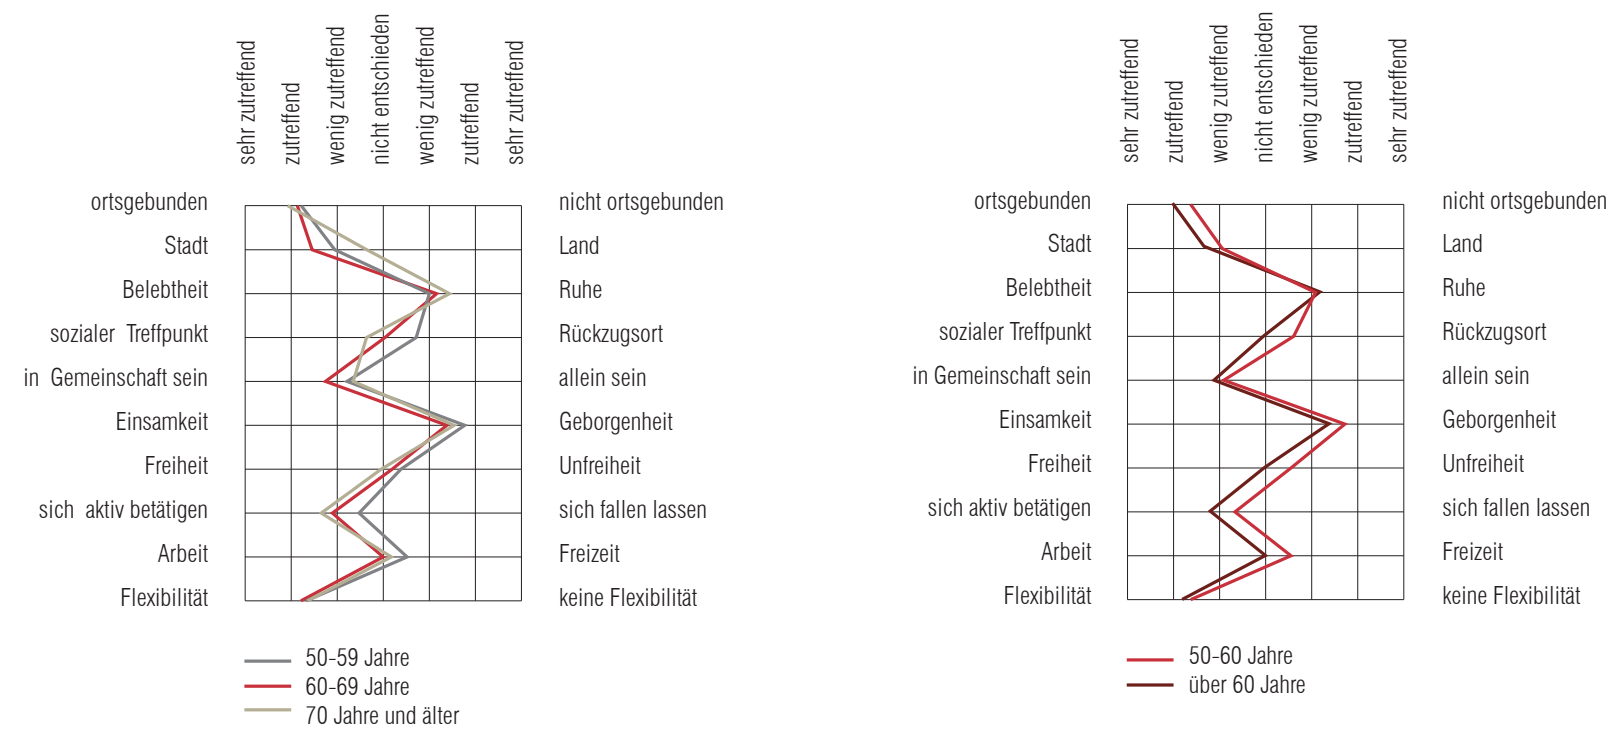 sehr zutreffend
zutreffend
wenig zutreffend
nicht entschieden
wenig zutreffend
zutreffend
sehr zutreffend
ortsgebunden nicht ortsgebunden
Stadt Land
Belebtheit Ruhe
sozialer Treffpunkt Rückzugsort
in Gemeinschaft sein allein sein
Einsamkeit Geborgenheit
Freiheit Unfreiheit
sich aktiv betätigen sich fallen lassen
Arbeit Freizeit
Flexibilität keine Flexibilität
50-59 Jahre
60-69 Jahre
70 Jahre und älter
sehr zutreffend
zutreffend
wenig zutreffend
nicht entschieden
wenig zutreffend
zutreffend
sehr zutreffend
ortsgebunden nicht ortsgebunden
Stadt Land
Belebtheit Ruhe
sozialer Treffpunkt Rückzugsort
in Gemeinschaft sein allein sein
Einsamkeit Geborgenheit
Freiheit Unfreiheit
sich aktiv betätigen sich fallen lassen
Arbeit Freizeit
Flexibilität keine Flexibilität
50-60 Jahre
über 60 Jahre